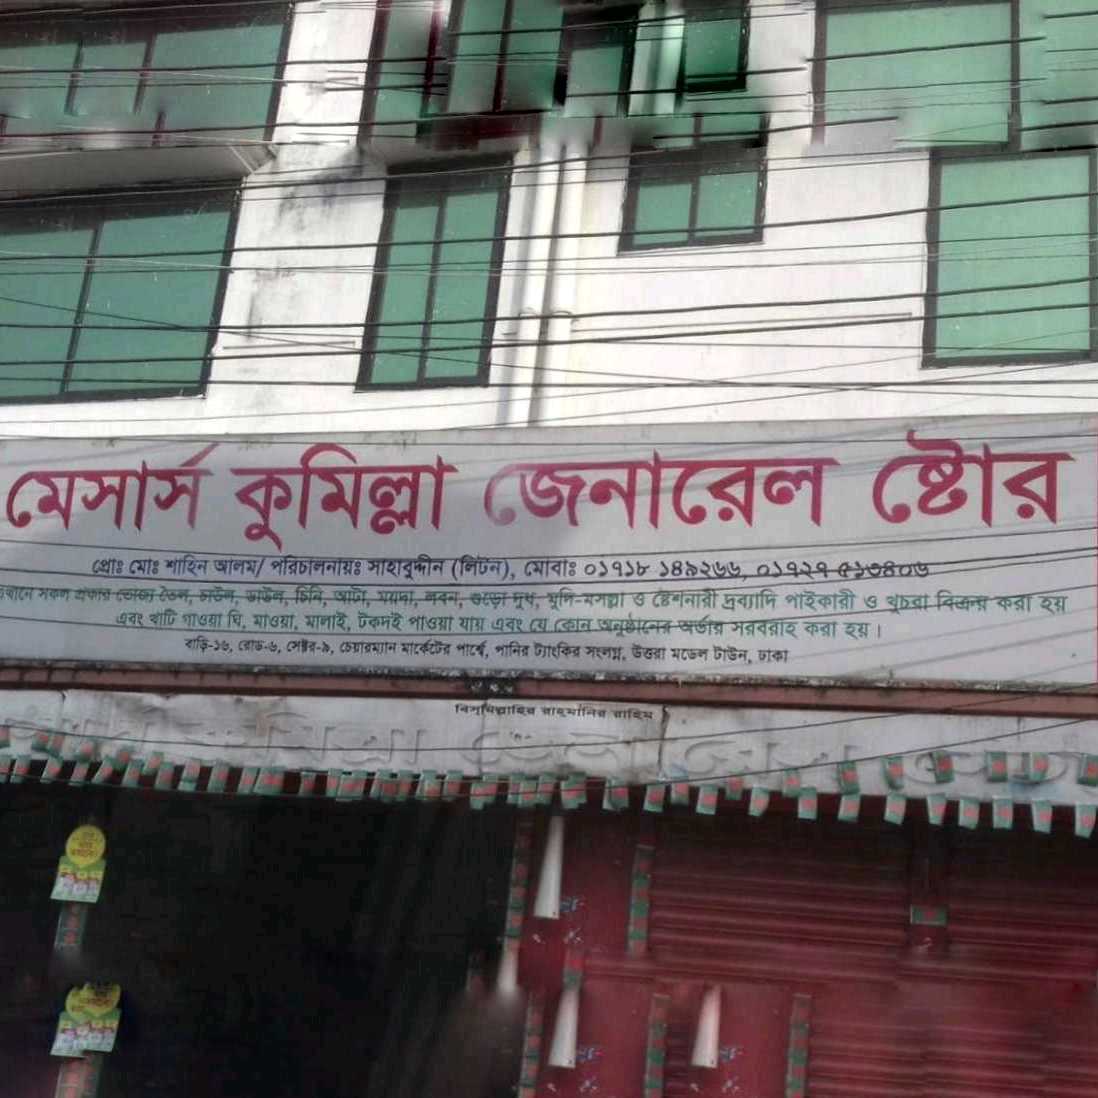 মেসার্স কুমিল্লা জেনারেল ষ্টোর
প্রোঃ মোঃ শাহিন আলম/ পরিচালনায়ঃ সাহাবুদ্দীন (লিটন), মোবাঃ ০১৭১৮ ১৪৯২৬৬, ০১৭২৭ ৫১৩৪০৬
এখানে সকল প্রকার ভোজ্য তৈল, চাউল, ডাউল, চিনি, আটা, ময়দা, লবন, গুড়ো দুধ, মুদি-মসল্লা ও ষ্টেশনারী দ্রব্যাদি পাইকারী ও খুচরা বিক্রয় করা হয়
এবং খাটি গাওয়া ঘি, মাওয়া, মালাই, টকদই পাওয়া যায় এবং যে কোন অনুষ্ঠানের অর্ডার সরবরাহ করা হয়।
বাড়ি-১৬, রোড-৬, সেক্টর-৯, চেয়ারম্যান মার্কেটের পার্শ্বে, পানির ট্যাংকির সংলগ্ন, উত্তরা মডেল টাউন, ঢাকা
বিসমিল্লাহির রাহমানির রাহিম